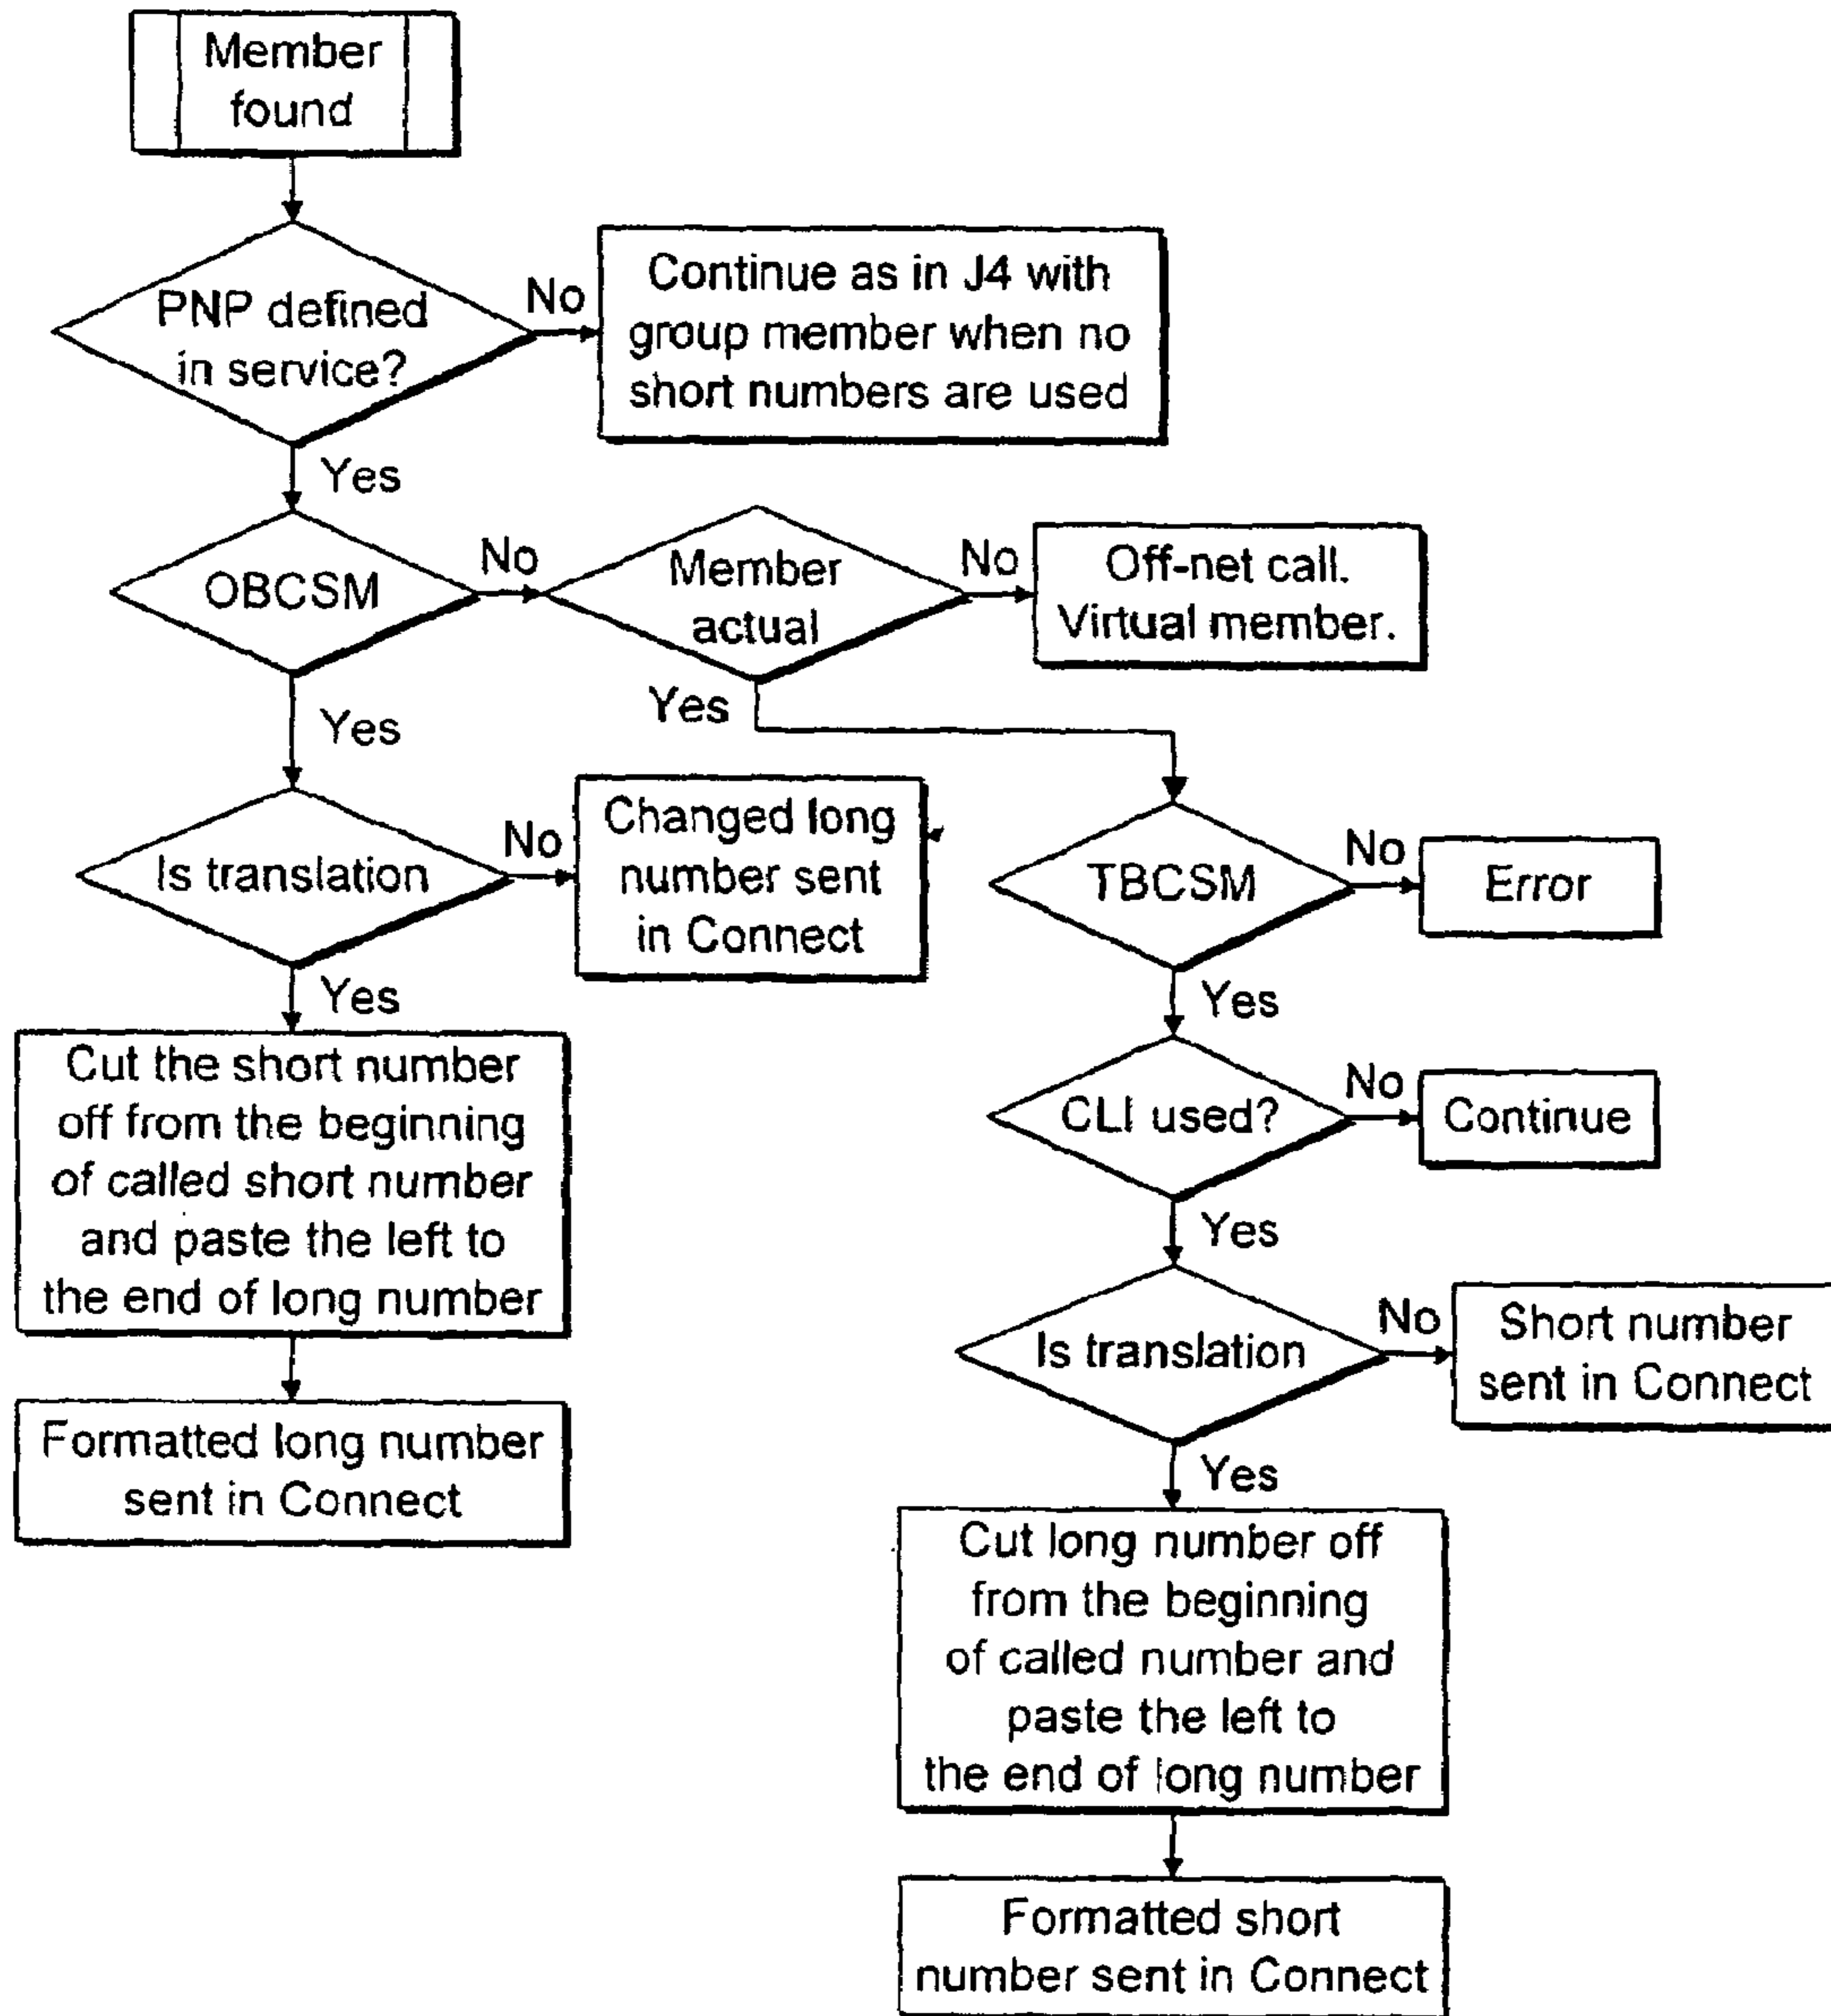 Member
found
PNP defined
in service?
No
Continue as in J4 with
group member when no
short numbers are used
Yes
OBCSM
No
Member
actual
No
Off-net call.
Virtual member.
Yes
Yes
Is translation
No
Changed long
number sent
in Connect
TBCSM
No
Error
Yes
Yes
Cut the short number
off from the beginning
of called short number
and paste the left to
the end of long number
CLI used?
No
Continue
Yes
Is translation
No
Short number
sent in Connect
Formatted long number
sent in Connect
Yes
Cut long number off
from the beginning
of called number and
paste the left to
the end of long number
Formatted short
number sent in Connect